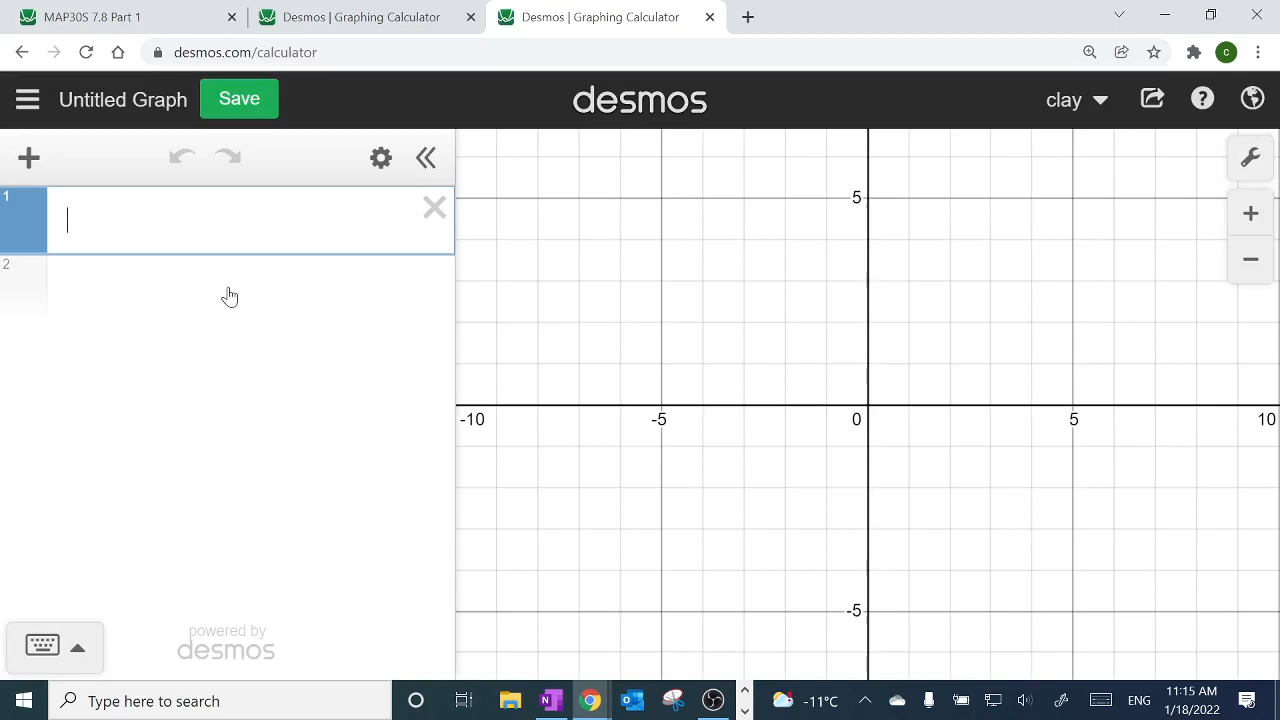 MAP30S 7.8 Part 1
Desmos | Graphing Calculator
Desmos | Graphing Calculator
desmos.com/calculator
C
Untitled Graph
Save
desmos
clay
1
2
5
-10
-5
0
5
10
-5
powered by
desmos
Type here to search
-11°C
ENG
11:15 AM
1/18/2022